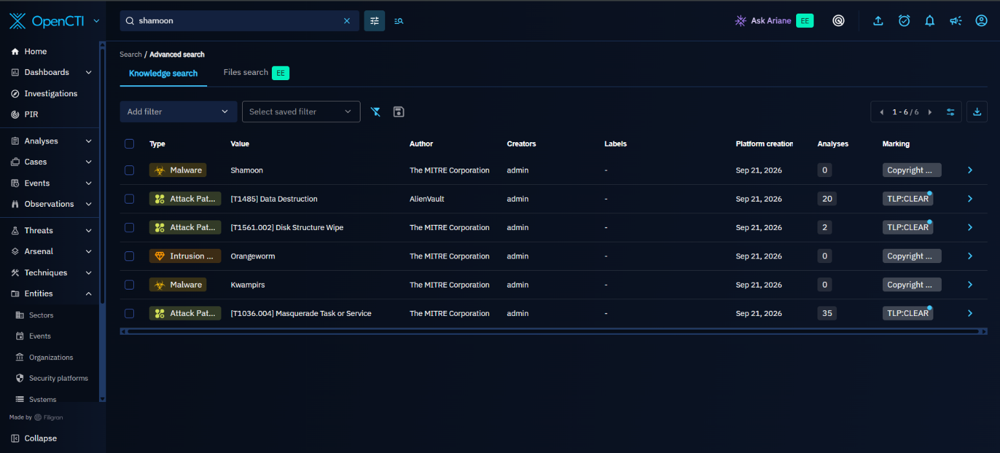 OpenCTI
shamoon
Ask Ariane EE
Home
Dashboards
Investigations
PIR
Analyses
Cases
Events
Observations
Threats
Arsenal
Techniques
Entities
Sectors
Events
Organizations
Security platforms
Systems
Made by Filigran
Collapse
Search / Advanced search
Knowledge search Files search EE
Add filter Select saved filter 1 - 6 / 6
Type Value Author Creators Labels Platform creation Analyses Marking
Malware Shamoon The MITRE Corporation admin - Sep 21, 2026 0 Copyright ...
Attack Pat... [T1485] Data Destruction AlienVault admin - Sep 21, 2026 20 TLP:CLEAR
Attack Pat... [T1561.002] Disk Structure Wipe The MITRE Corporation admin - Sep 21, 2026 2 TLP:CLEAR
Intrusion ... Orangeworm The MITRE Corporation admin - Sep 21, 2026 0 Copyright ...
Malware Kwampirs The MITRE Corporation admin - Sep 21, 2026 0 Copyright ...
Attack Pat... [T1036.004] Masquerade Task or Service The MITRE Corporation admin - Sep 21, 2026 35 TLP:CLEAR